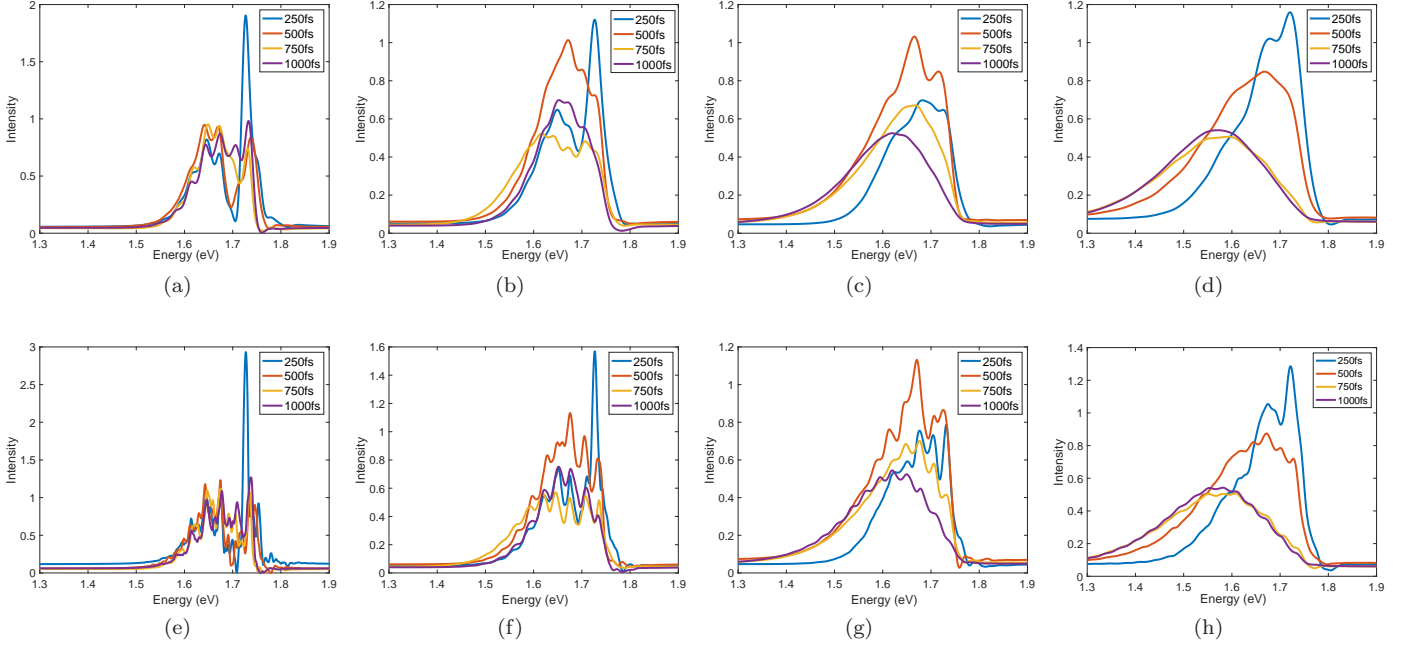 2
1.5
1
0.5
0
Intensity
1.3 1.4 1.5 1.6 1.7 1.8 1.9
Energy (eV)
250fs
500fs
750fs
1000fs
(a)
1.2
1
0.8
0.6
0.4
0.2
0
Intensity
1.3 1.4 1.5 1.6 1.7 1.8 1.9
Energy (eV)
250fs
500fs
750fs
1000fs
(b)
1.2
1
0.8
0.6
0.4
0.2
0
Intensity
1.3 1.4 1.5 1.6 1.7 1.8 1.9
Energy (eV)
250fs
500fs
750fs
1000fs
(c)
1.2
1
0.8
0.6
0.4
0.2
0
Intensity
1.3 1.4 1.5 1.6 1.7 1.8 1.9
Energy (eV)
250fs
500fs
750fs
1000fs
(d)
3
2.5
2
1.5
1
0.5
0
Intensity
1.3 1.4 1.5 1.6 1.7 1.8 1.9
Energy (eV)
250fs
500fs
750fs
1000fs
(e)
1.6
1.4
1.2
1
0.8
0.6
0.4
0.2
0
Intensity
1.3 1.4 1.5 1.6 1.7 1.8 1.9
Energy (eV)
250fs
500fs
750fs
1000fs
(f)
1.2
1
0.8
0.6
0.4
0.2
0
Intensity
1.3 1.4 1.5 1.6 1.7 1.8 1.9
Energy (eV)
250fs
500fs
750fs
1000fs
(g)
1.4
1.2
1
0.8
0.6
0.4
0.2
0
Intensity
1.3 1.4 1.5 1.6 1.7 1.8 1.9
Energy (eV)
250fs
500fs
750fs
1000fs
(h)